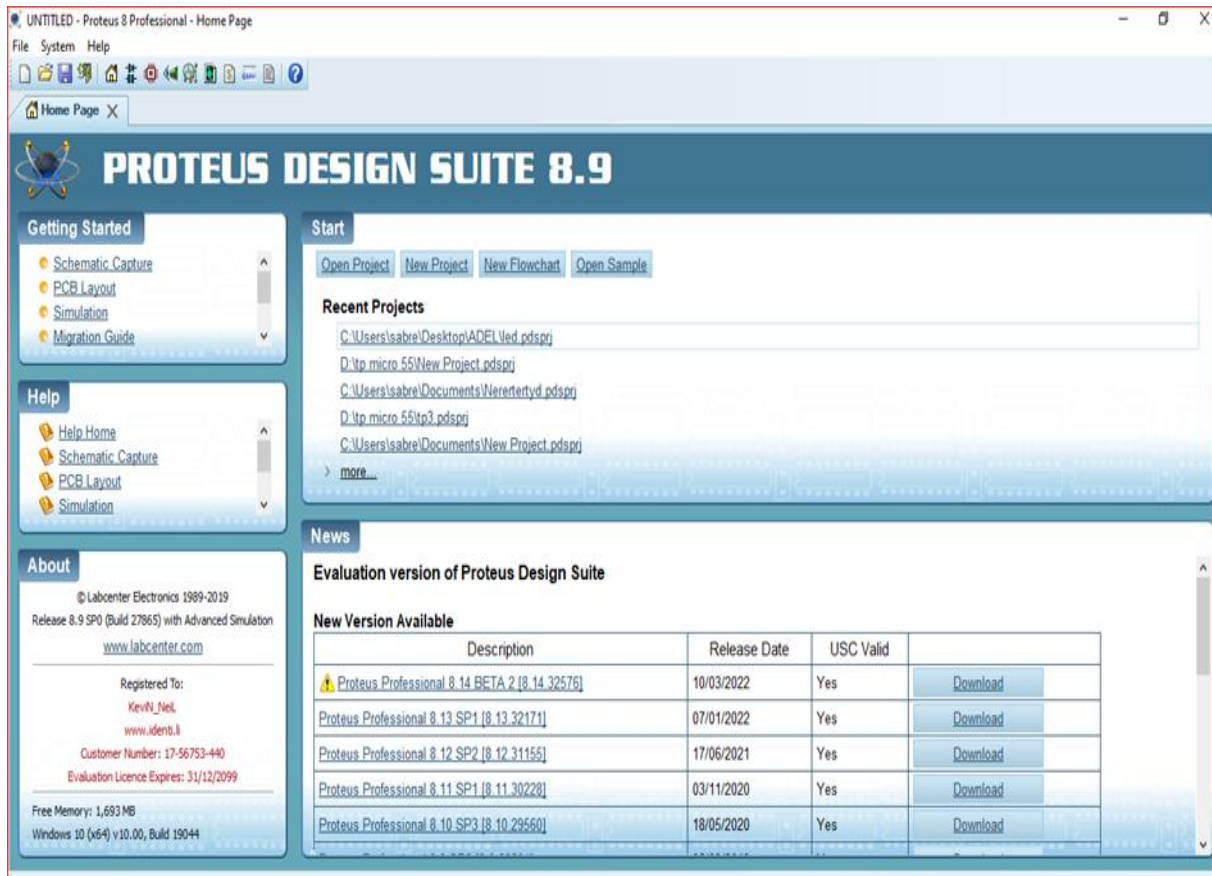 UNTITLED - Proteus 8 Professional - Home Page
File System Help
Home Page X
PROTEUS DESIGN SUITE 8.9
Getting Started
Schematic Capture
PCB Layout
Simulation
Migration Guide
Help
Help Home
Schematic Capture
PCB Layout
Simulation
About
© Labcenter Electronics 1989-2019
Release 8.9 SP0 (Build 27865) with Advanced Simulation
www.labcenter.com
Registered To:
KeviN_NeiL
www.identi.li
Customer Number: 17-56753-440
Evaluation Licence Expires: 31/12/2099
Free Memory: 1,693 MB
Windows 10 (x64) v10.00, Build 19044
Start
Open Project New Project New Flowchart Open Sample
Recent Projects
C:\Users\sabre\Desktop\ADEL\led.pdsprj
D:\tp micro 55\New Project.pdsprj
C:\Users\sabre\Documents\Nerertertyd.pdsprj
D:\tp micro 55\tp3.pdsprj
C:\Users\sabre\Documents\New Project.pdsprj
more...
News
Evaluation version of Proteus Design Suite
New Version Available
Description Release Date USC Valid
Proteus Professional 8.14 BETA 2 [8.14.32576] 10/03/2022 Yes Download
Proteus Professional 8.13 SP1 [8.13.32171] 07/01/2022 Yes Download
Proteus Professional 8.12 SP2 [8.12.31155] 17/06/2021 Yes Download
Proteus Professional 8.11 SP1 [8.11.30228] 03/11/2020 Yes Download
Proteus Professional 8.10 SP3 [8.10.29560] 18/05/2020 Yes Download